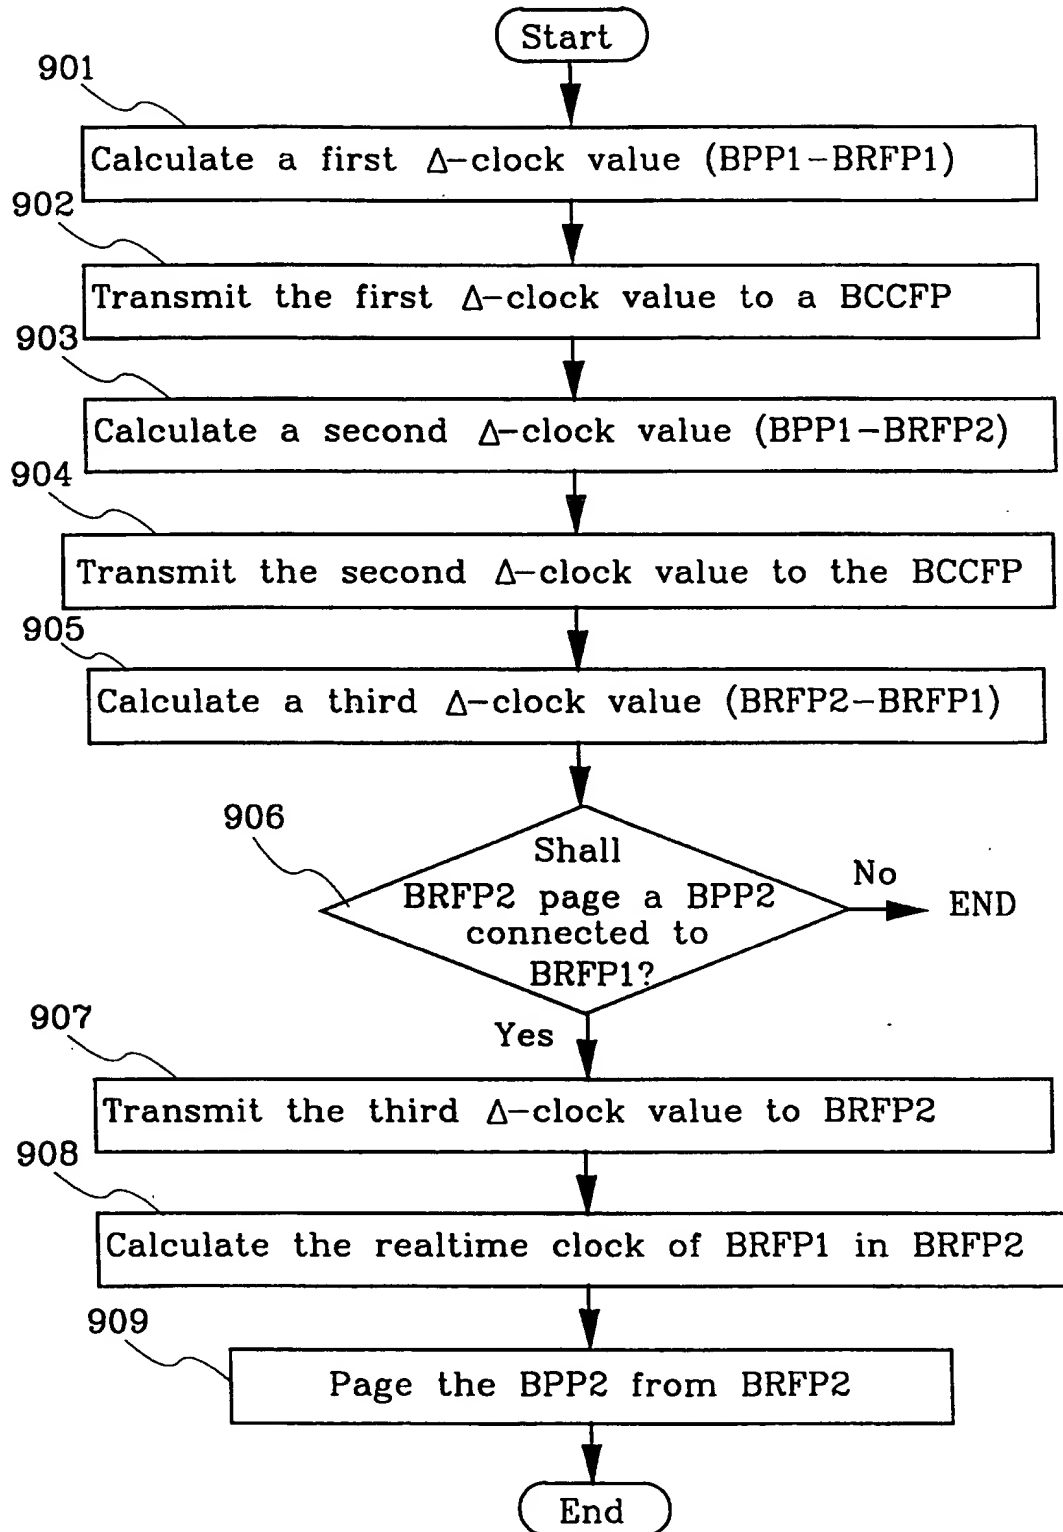 Start
901
Calculate a first Δ-clock value (BPP1-BRFP1)
902
Transmit the first Δ-clock value to a BCCFP
903
Calculate a second Δ-clock value (BPP1-BRFP2)
904
Transmit the second Δ-clock value to the BCCFP
905
Calculate a third Δ-clock value (BRFP2-BRFP1)
906
Shall
BRFP2 page a BPP2
connected to
BRFP1?
No
END
Yes
907
Transmit the third Δ-clock value to BRFP2
908
Calculate the realtime clock of BRFP1 in BRFP2
909
Page the BPP2 from BRFP2
End